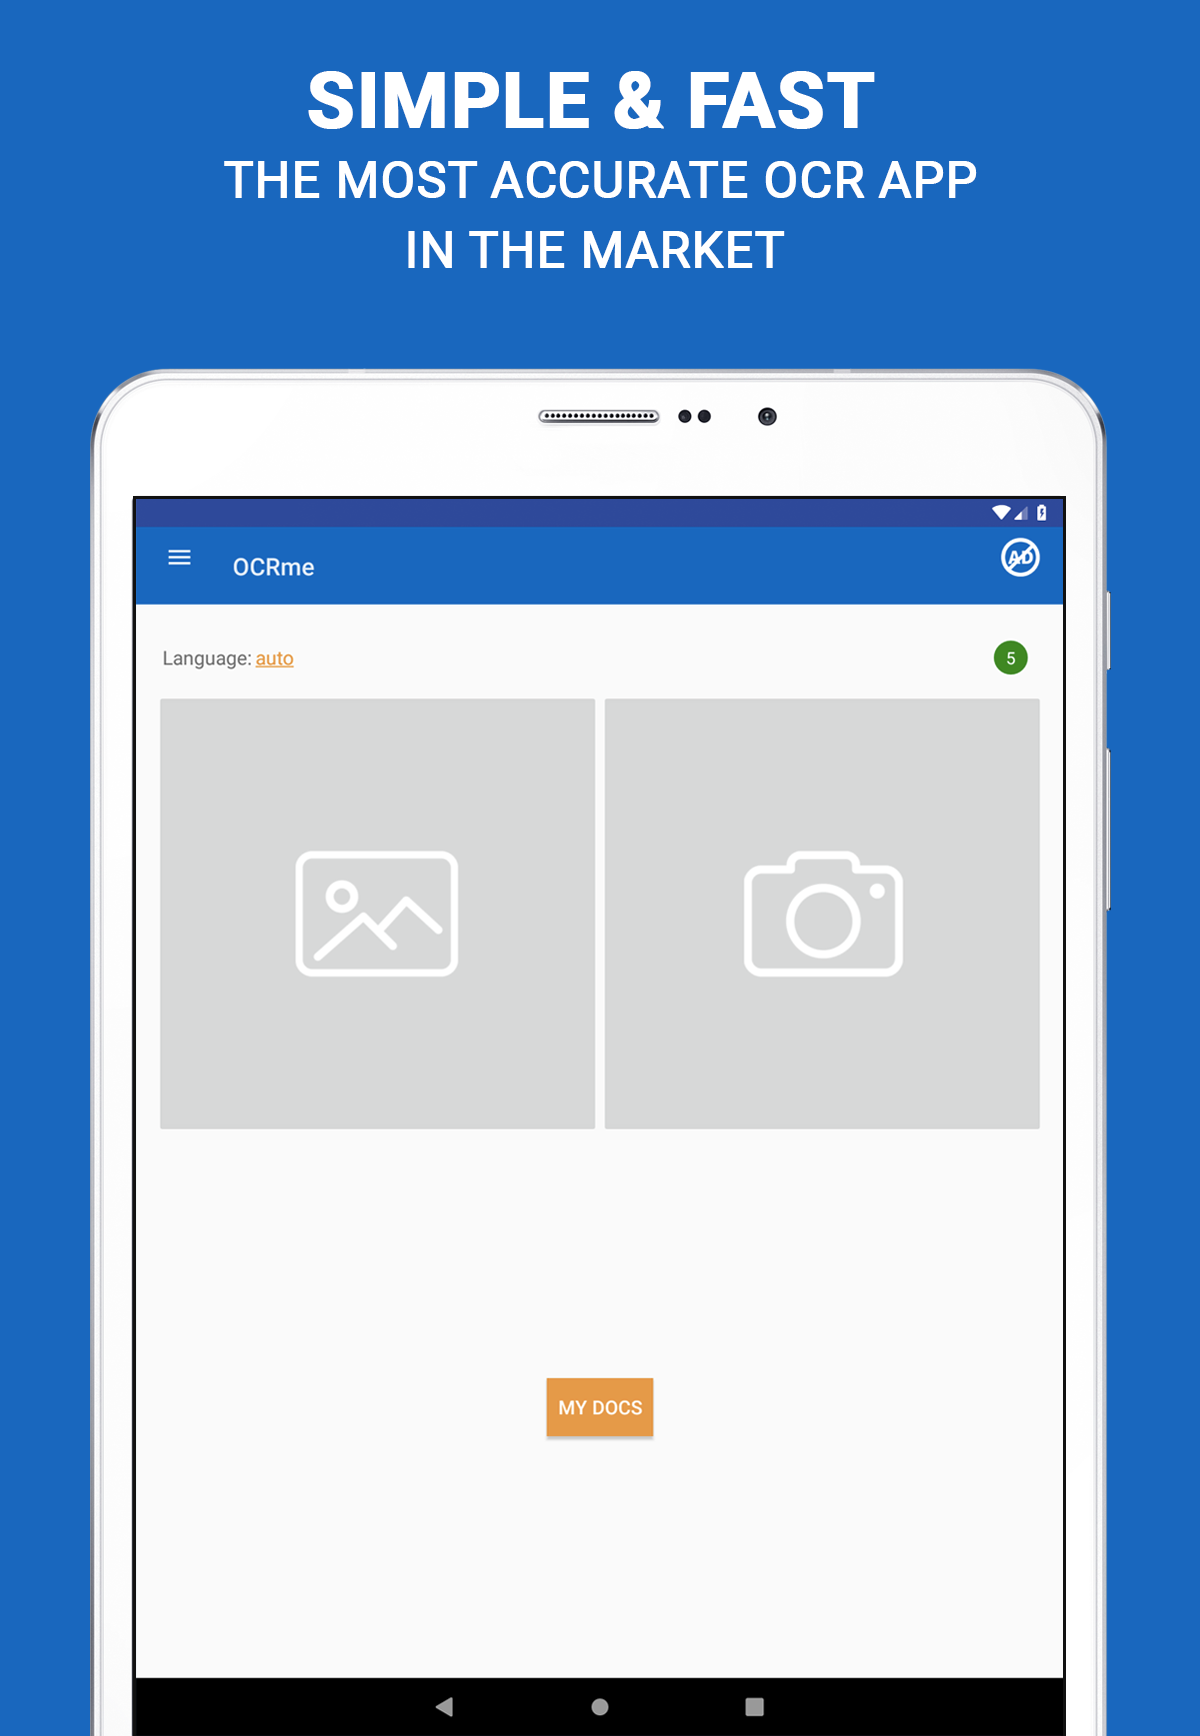 SIMPLE & FAST
THE MOST ACCURATE OCR APP
IN THE MARKET
OCRme
AD
Language: auto
5
MY DOCS